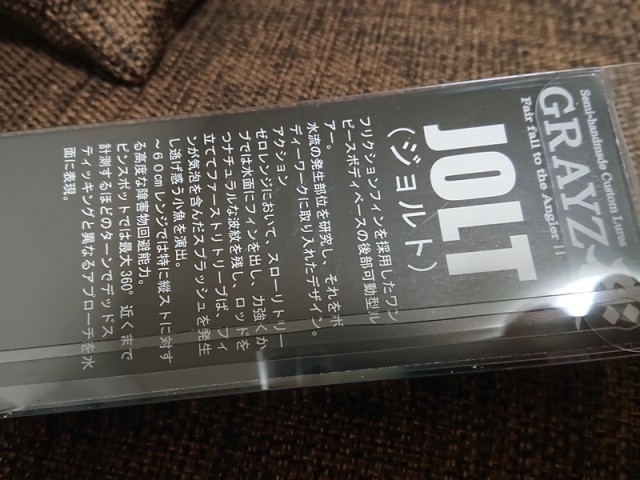 Semi-handmade Custom Lures
GRAYZ
Fair fall to the Angler!!
JOLT
(ジョルト)
フリクションフィンを採用したワン
ピースボディベースの後部可動型ル
アー。
水流の発生部位を研究し、それをボ
ディーワークに取り入れたデザイン。
アクション
ゼロレンジにおいて、スローリトリー
ブでは水面にフィンを出し、力強くか
つナチュラルな波紋を残し、ロッドを
立ててファーストリトリーブは、フィ
ンが気泡を含んだスプラッシュを発生
し逃げ惑う小魚を演出。
~60cmレンジでは特に縦ストに対す
る高度な障害物回避能力。
ピンスポットでは最大360°近くまで
計測するほどのターンでデッドス
ティッキングと異なるアプローチを水
面に表現。